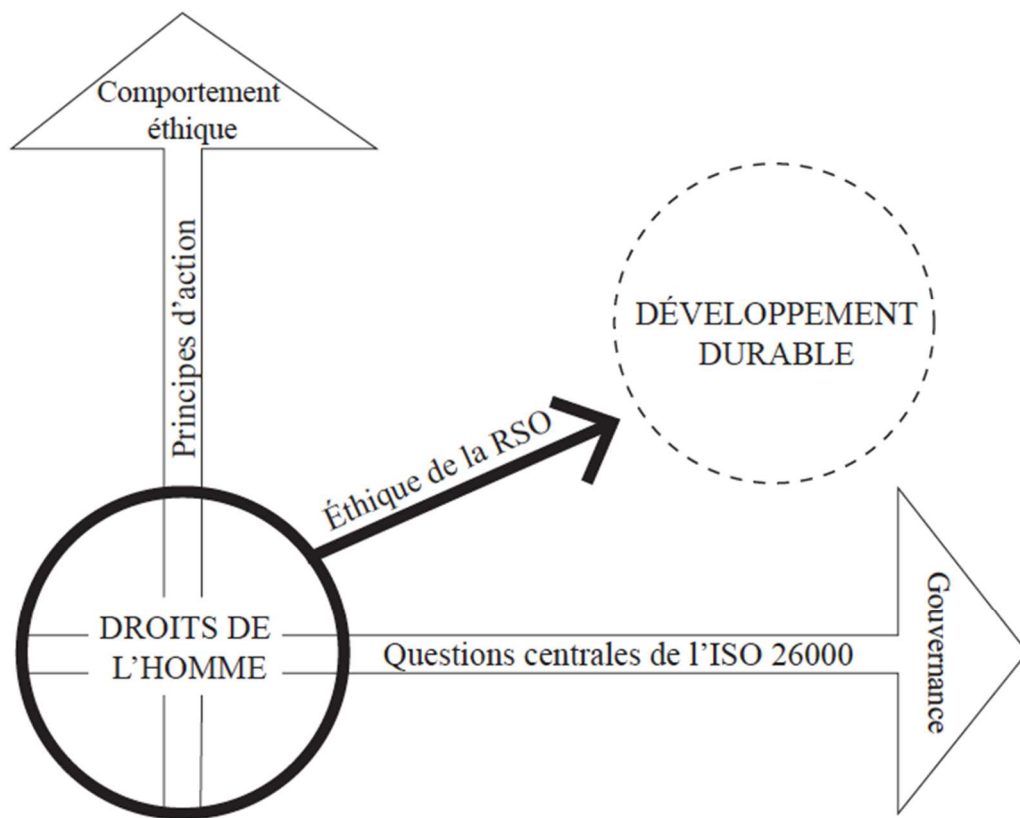 Comportement
éthique
Principes d’action
DÉVELOPPEMENT
DURABLE
Éthique de la RSO
DROITS DE
L’HOMME
Questions centrales de l’ISO 26000
Gouvernance